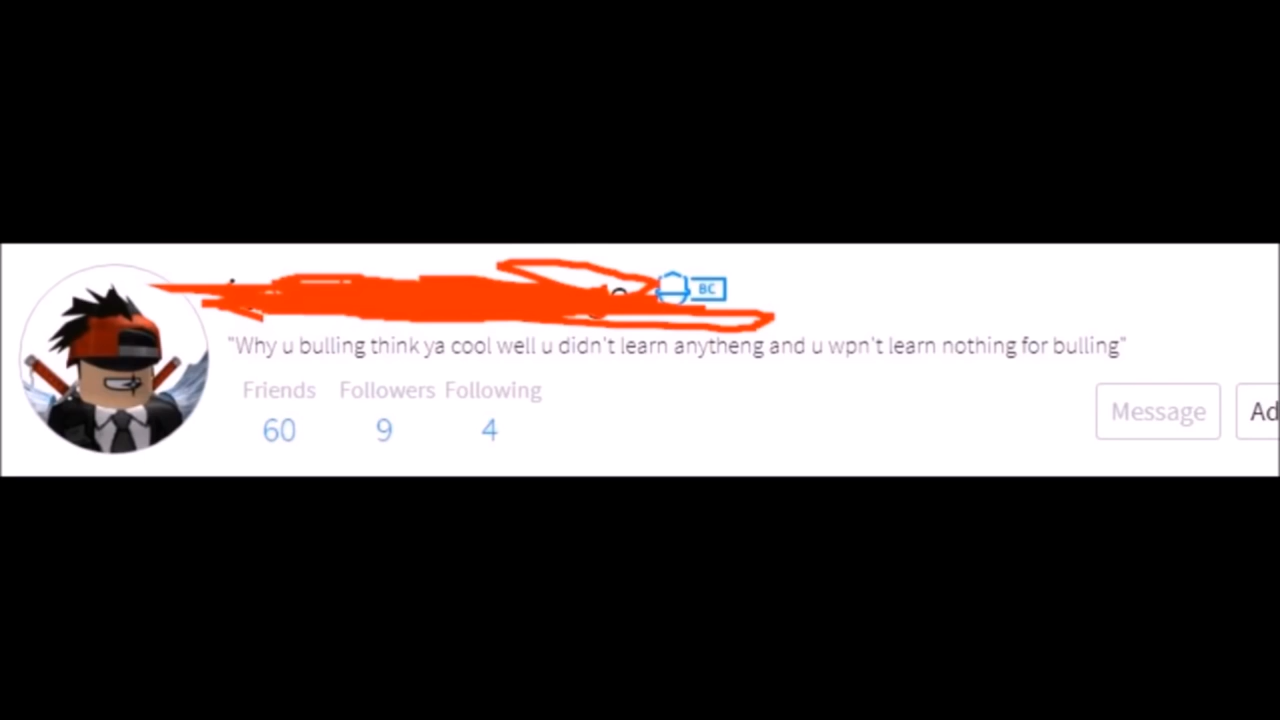 BC
"Why u bulling think ya cool well u didn't learn anytheng and u wpn't learn nothing for bulling"
Friends Followers Following
60 9 4
Message Ad